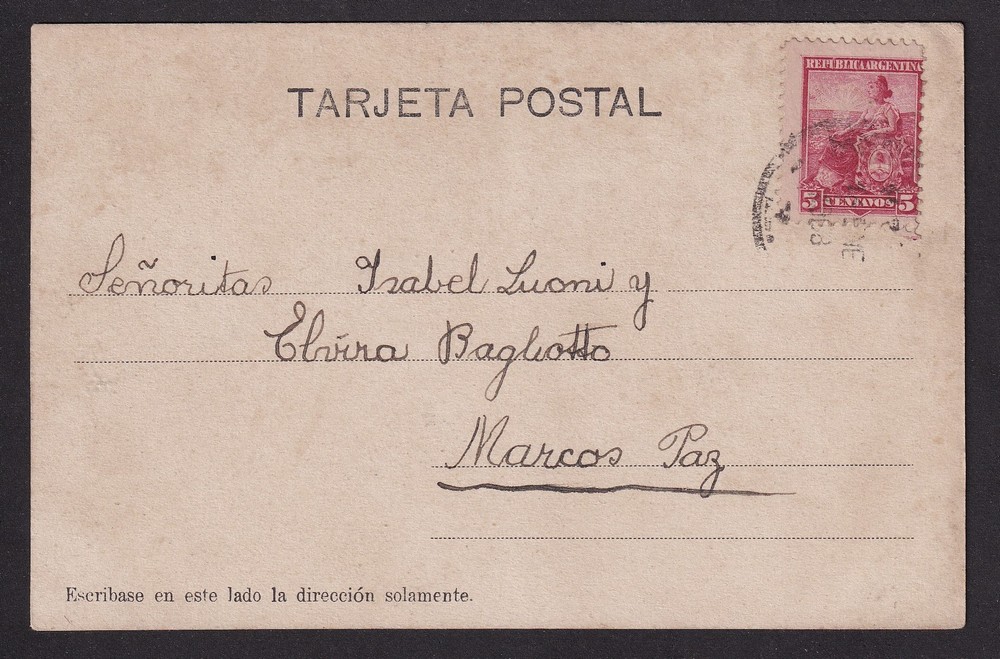 TARJETA POSTAL
REPUBLICA ARGENTINA
5 CENTAVOS 5
Señoritas Isabel Luoni y
Elvira Bagliotto
Marcos Paz
Escribase en este lado la dirección solamente.